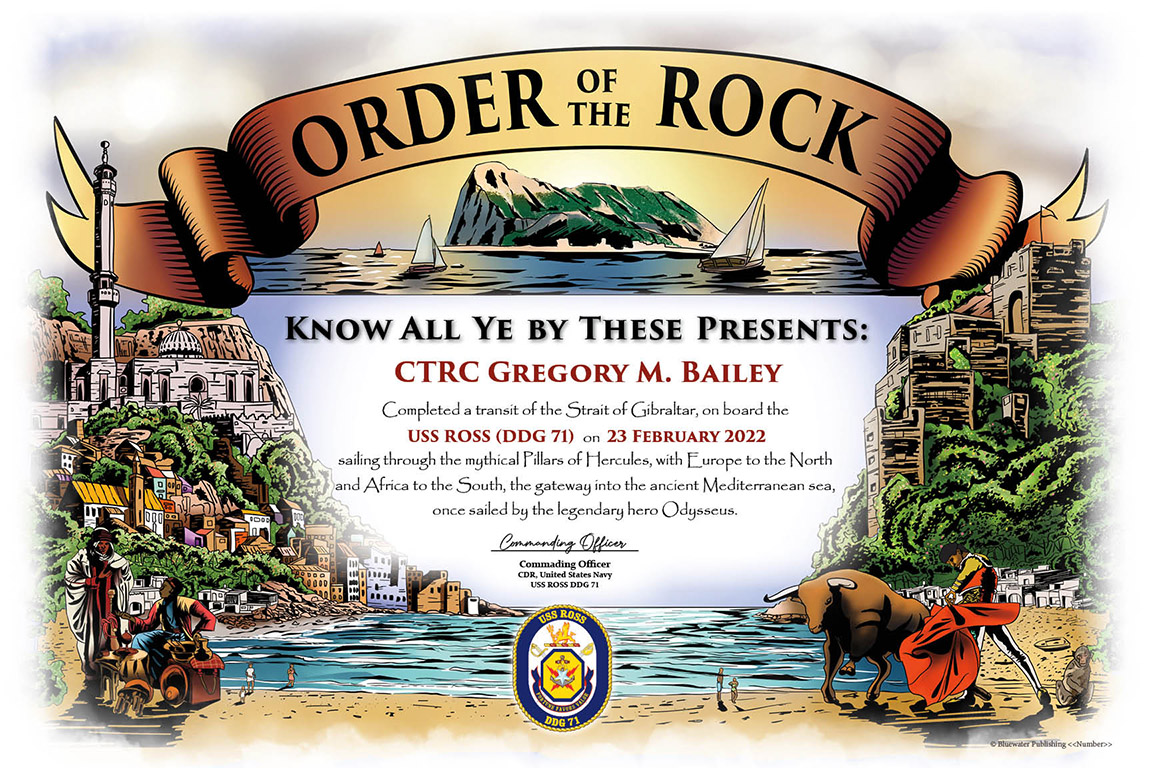 ORDER OF THE ROCK
KNOW ALL YE BY THESE PRESENTS:
CTRC GREGORY M. BAILEY
Completed a transit of the Strait of Gibraltar, on board the
USS ROSS (DDG 71) on 23 FEBRUARY 2022
sailing through the mythical Pillars of Hercules, with Europe to the North
and Africa to the South, the gateway into the ancient Mediterranean sea,
once sailed by the legendary hero Odysseus.
Commanding Officer
Commading Officer
CDR, United States Navy
USS ROSS DDG 71
USS ROSS
DDG 71
© Bluewater Publishing <<Number>>